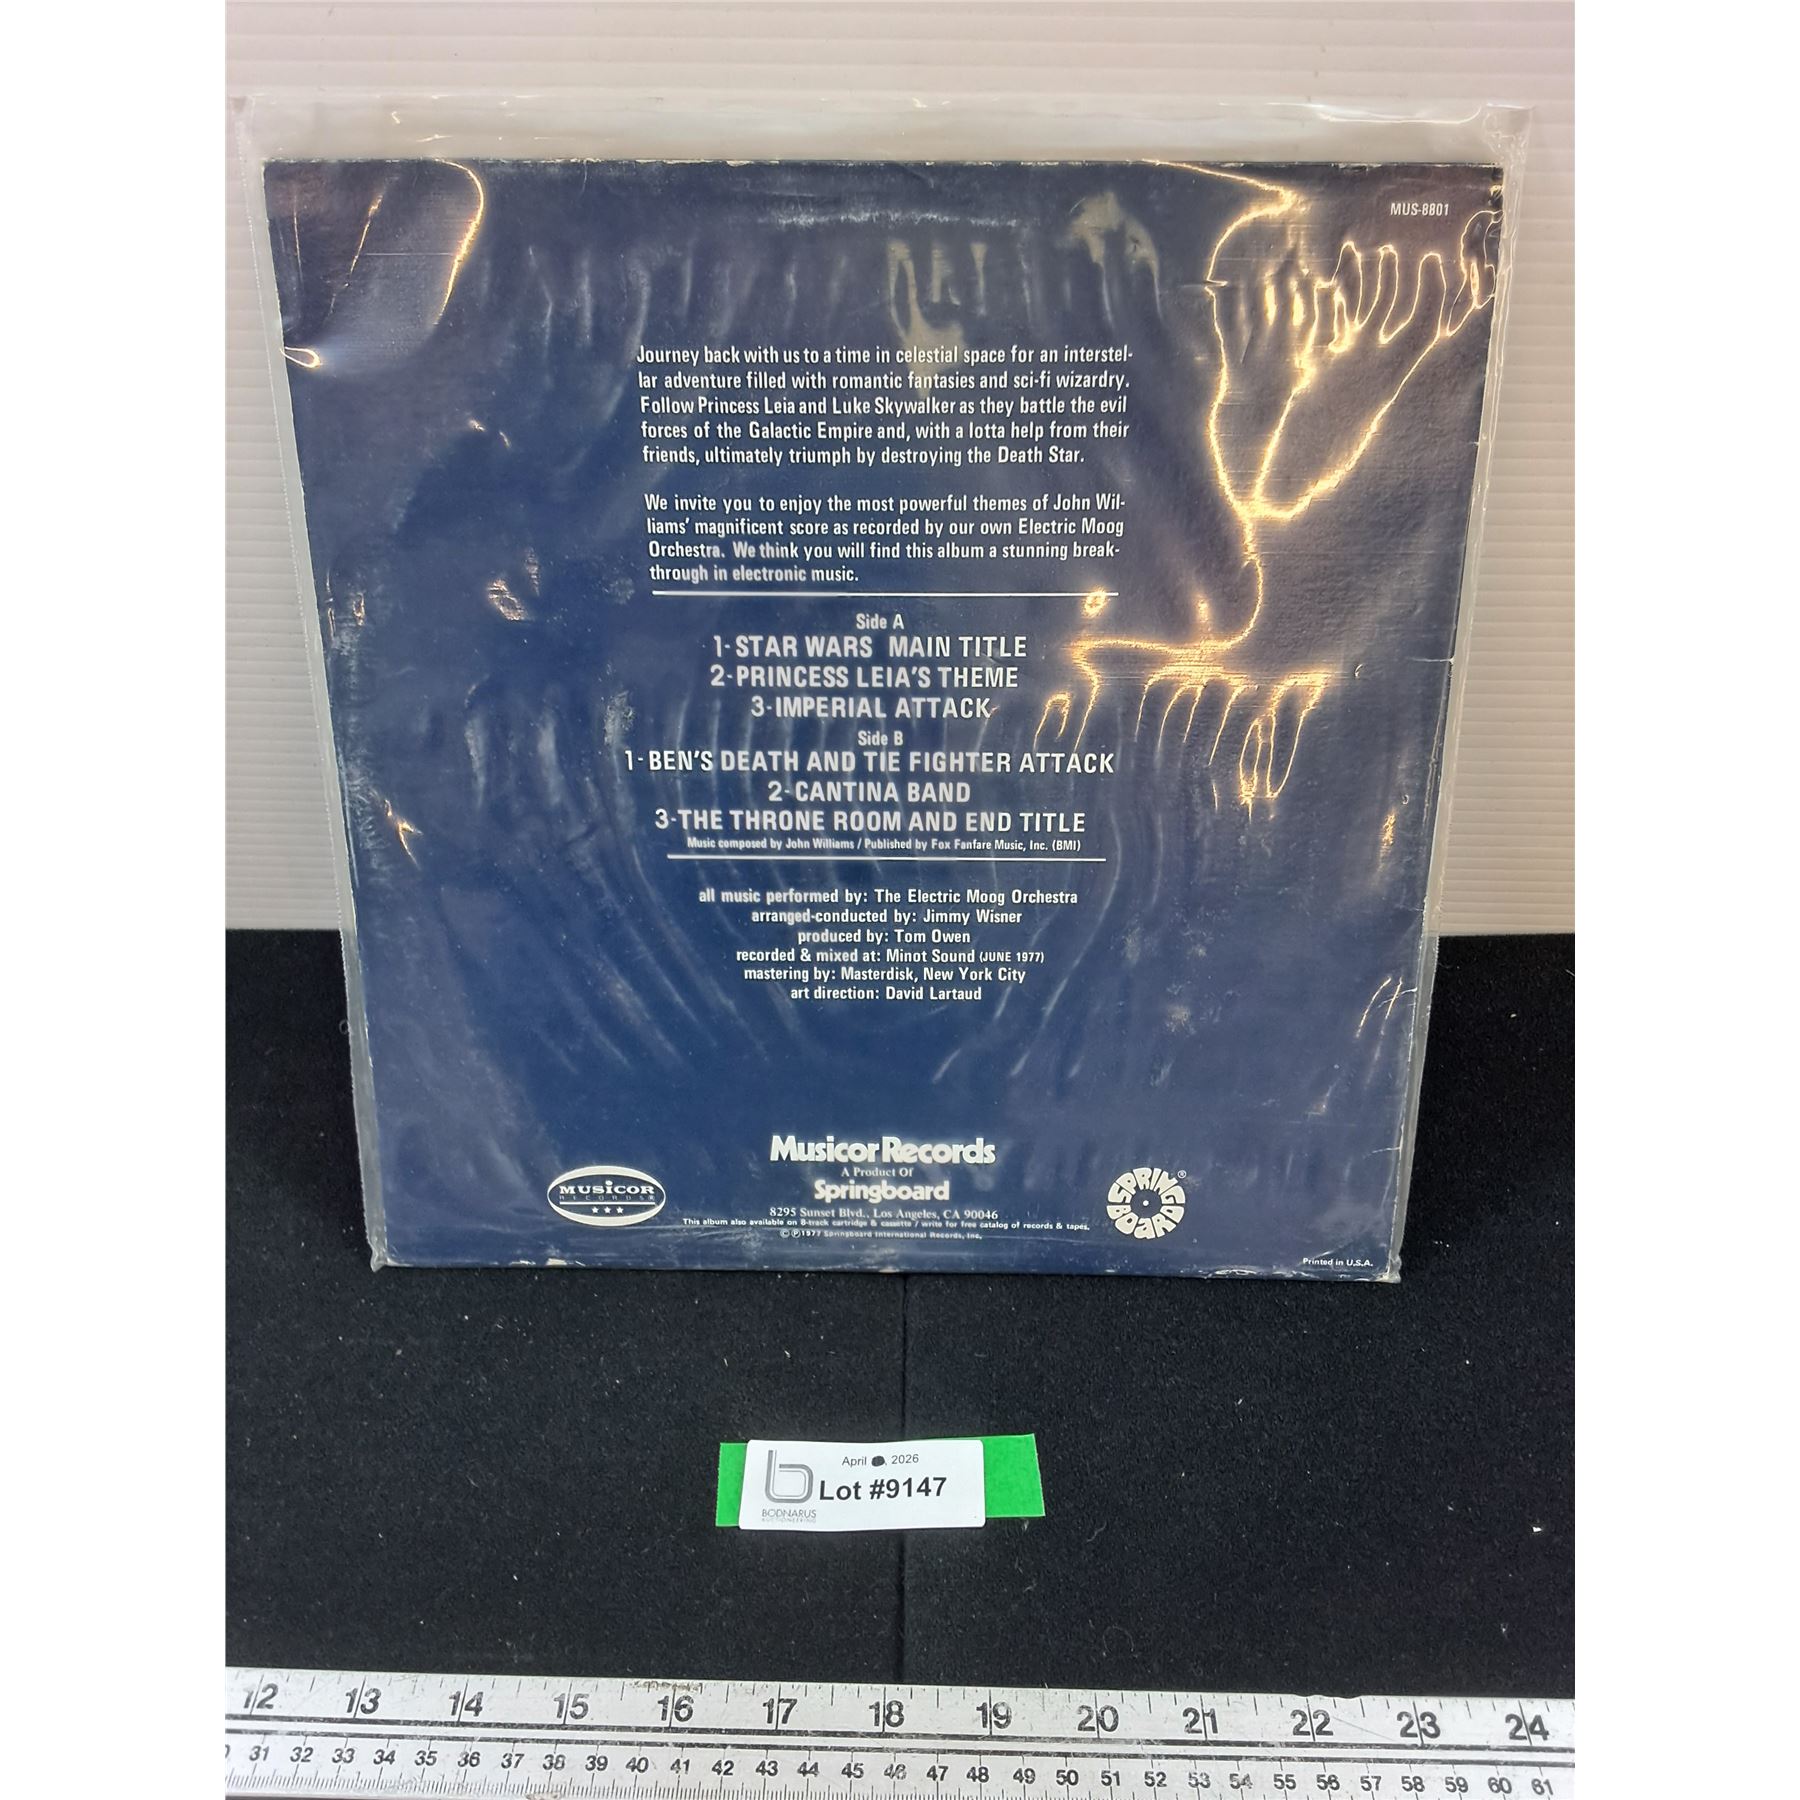 MUS-8801
Journey back with us to a time in celestial space for an interstel-
lar adventure filled with romantic fantasies and sci-fi wizardry.
Follow Princess Leia and Luke Skywalker as they battle the evil
forces of the Galactic Empire and, with a lotta help from their
friends, ultimately triumph by destroying the Death Star.
We invite you to enjoy the most powerful themes of John Wil-
liams' magnificent score as recorded by our own Electric Moog
Orchestra. We think you will find this album a stunning break-
through in electronic music.
Side A
1-STAR WARS MAIN TITLE
2-PRINCESS LEIA'S THEME
3-IMPERIAL ATTACK
Side B
1-BEN'S DEATH AND TIE FIGHTER ATTACK
2-CANTINA BAND
3-THE THRONE ROOM AND END TITLE
Music composed by John Williams / Published by Fox Fanfare Music, Inc. (BMI)
all music performed by: The Electric Moog Orchestra
arranged-conducted by: Jimmy Wisner
produced by: Tom Owen
recorded & mixed at: Minot Sound (JUNE 1977)
mastering by: Masterdisk, New York City
art direction: David Lartaud
Musicor Records
A Product Of
Springboard
8295 Sunset Blvd., Los Angeles, CA 90046
This album also available on 8-track cartridge & cassette / write for free catalog of records & tapes.
©℗1977 Springboard International Records, Inc.
MUSICOR
RECORDS®
SPRINGBOARD®
Printed in U.S.A.
April , 2026
Lot #9147
BODNARUS
AUCTIONEERING
12 13 14 15 16 17 18 19 20 21 22 23 24
31 32 33 34 35 36 37 38 39 40 41 42 43 44 45 46 47 48 49 50 51 52 53 54 55 56 57 58 59 60 61